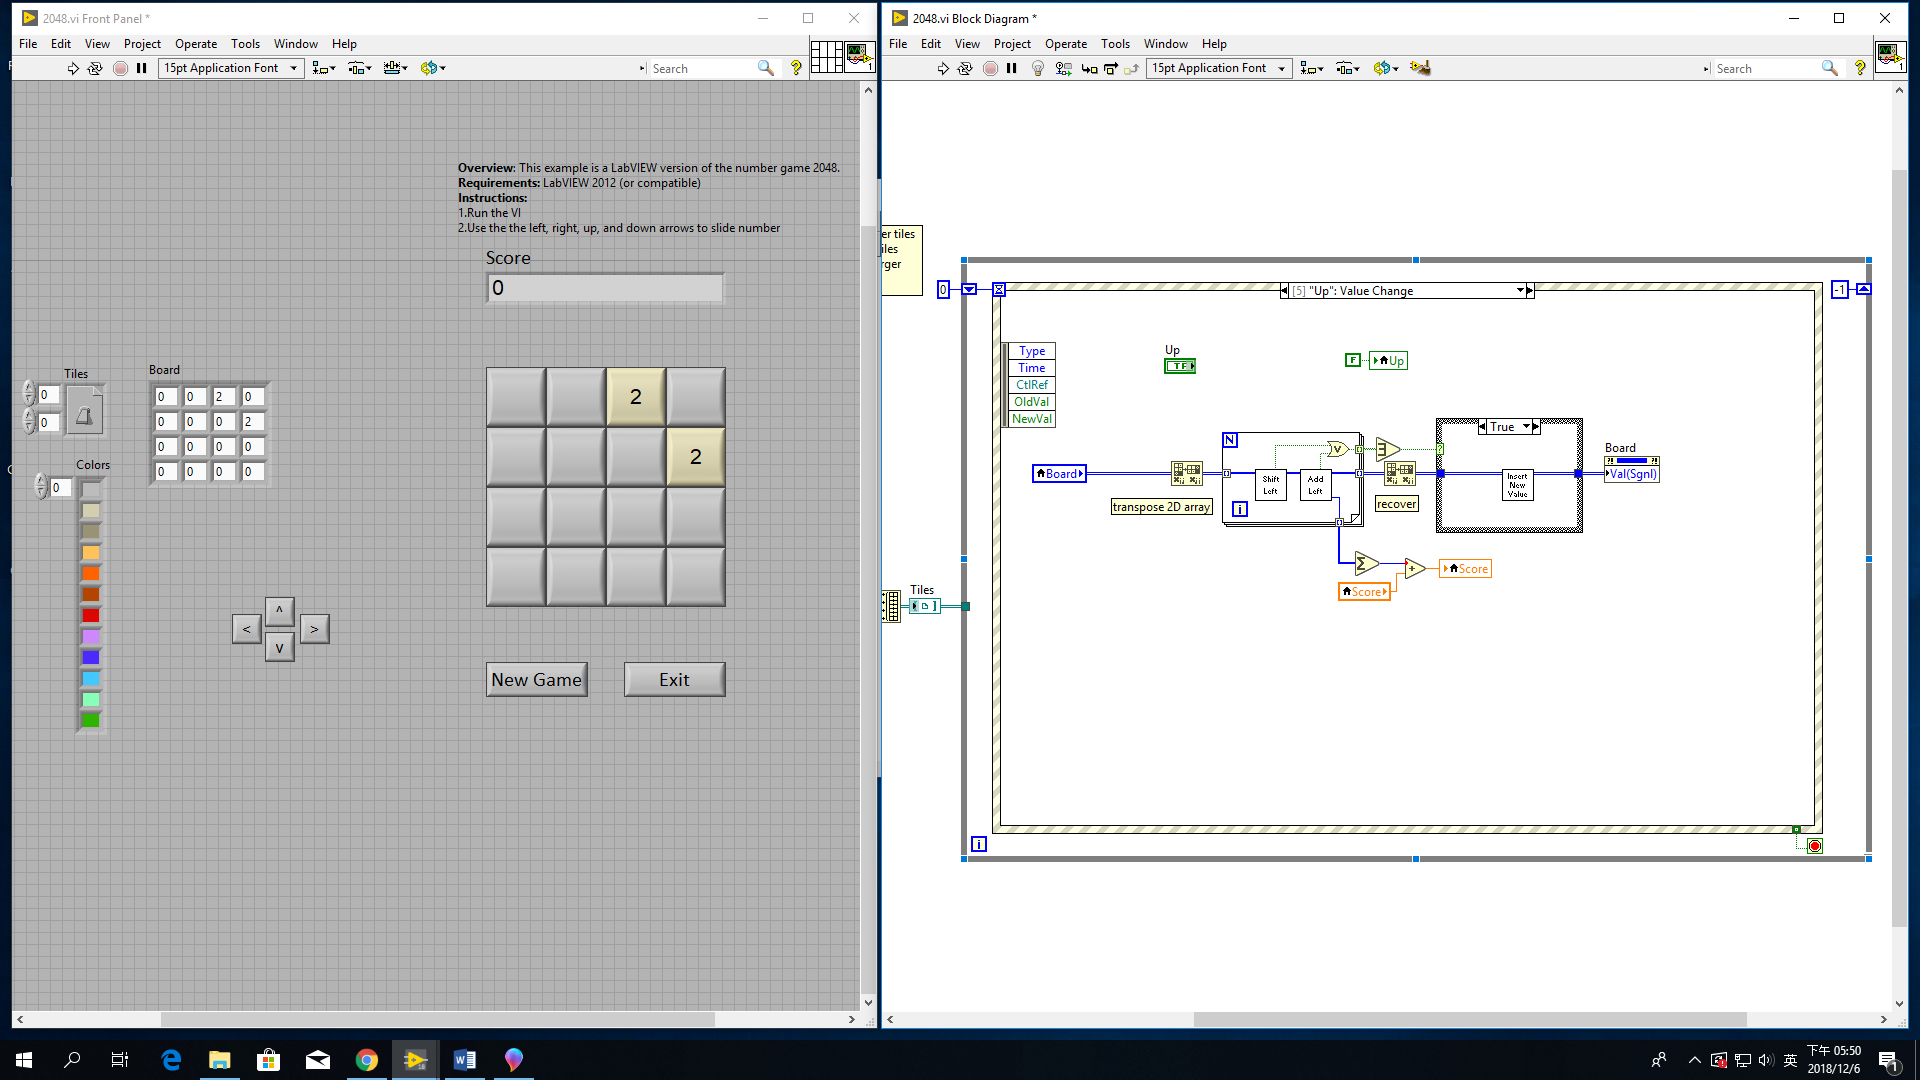 2048.vi Front Panel *
File Edit View Project Operate Tools Window Help
15pt Application Font
Search
Overview: This example is a LabVIEW version of the number game 2048.
Requirements: LabVIEW 2012 (or compatible)
Instructions:
1.Run the VI
2.Use the the left, right, up, and down arrows to slide number
Score
0
Tiles
0
0
Board
0 0 2 0
0 0 0 2
0 0 0 0
0 0 0 0
Colors
0
2
2
^
< >
v
New Game Exit
2048.vi Block Diagram *
File Edit View Project Operate Tools Window Help
15pt Application Font
Search
er tiles
iles
rger
0
[5] "Up": Value Change
-1
Type
Time
CtlRef
OldVal
NewVal
Up
TF
F
Up
N
True
Board
Board
Shift Left
Add Left
Insert New Value
Val(Sgnl)
transpose 2D array
i
recover
Σ
+
Score
Score
Tiles
i
英
下午 05:50
2018/12/6
1